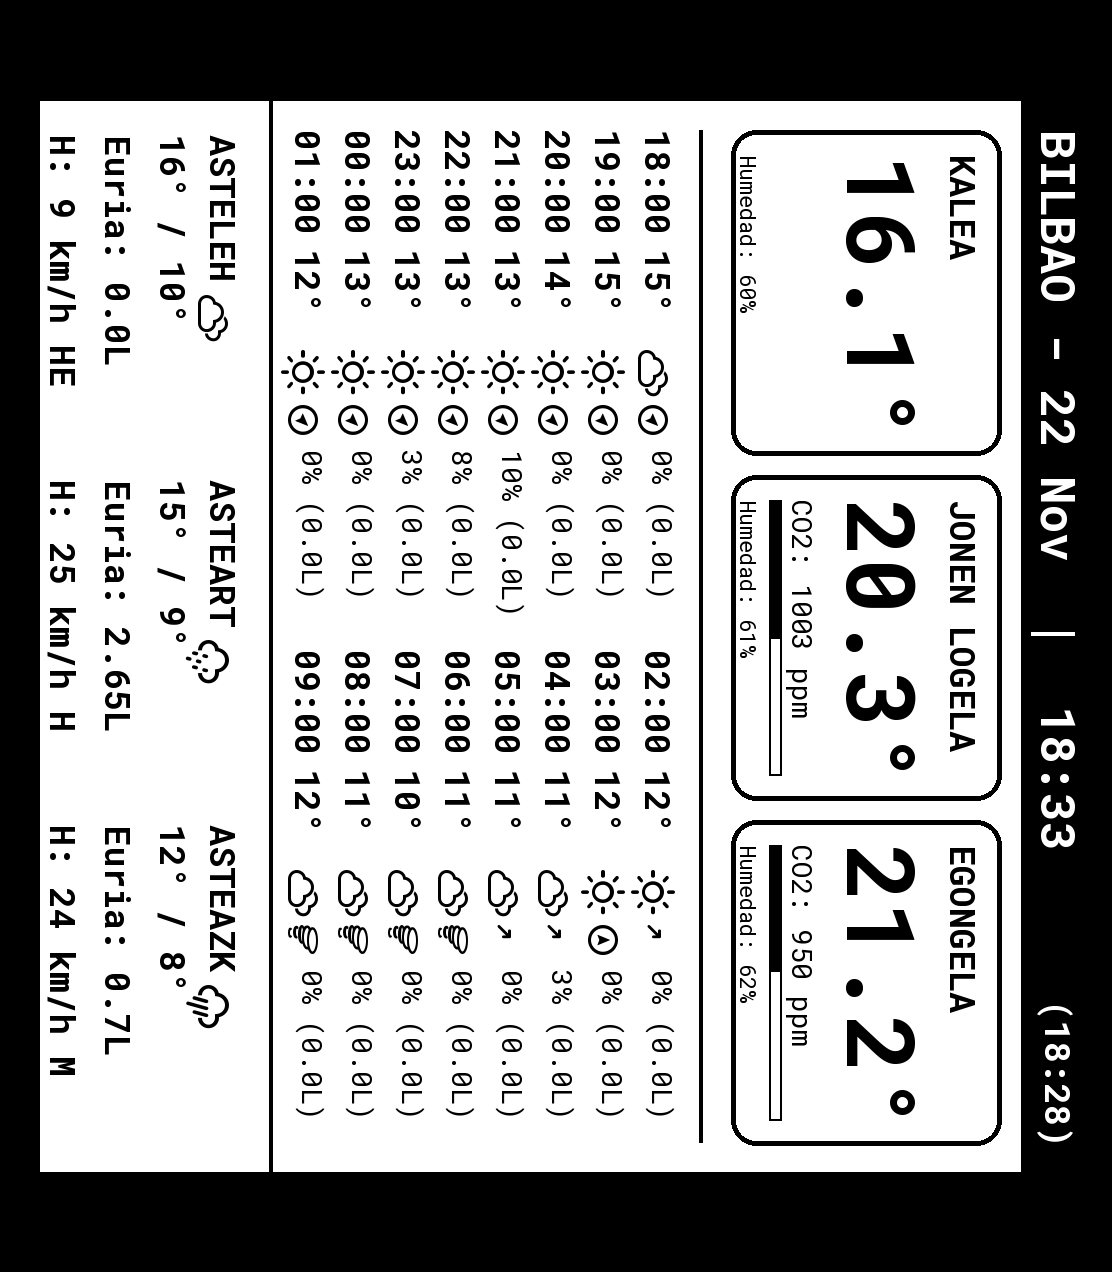 BILBAO - 22 Nov | 18:33 (18:28)
KALEA
16.1°
Humedad: 60%
JONEN LOGELA
20.3°
CO2: 1003 ppm
Humedad: 61%
EGONGELA
21.2°
CO2: 950 ppm
Humedad: 62%
18:00 15° 0% (0.0L)
19:00 15° 0% (0.0L)
20:00 14° 0% (0.0L)
21:00 13° 10% (0.0L)
22:00 13° 8% (0.0L)
23:00 13° 3% (0.0L)
00:00 13° 0% (0.0L)
01:00 12° 0% (0.0L)
02:00 12° 0% (0.0L)
03:00 12° 0% (0.0L)
04:00 11° 3% (0.0L)
05:00 11° 0% (0.0L)
06:00 11° 0% (0.0L)
07:00 10° 0% (0.0L)
08:00 11° 0% (0.0L)
09:00 12° 0% (0.0L)
ASTELEH
16° / 10°
Euria: 0.0L
H: 9 km/h HE
ASTEART
15° / 9°
Euria: 2.65L
H: 25 km/h H
ASTEAZK
12° / 8°
Euria: 0.7L
H: 24 km/h M